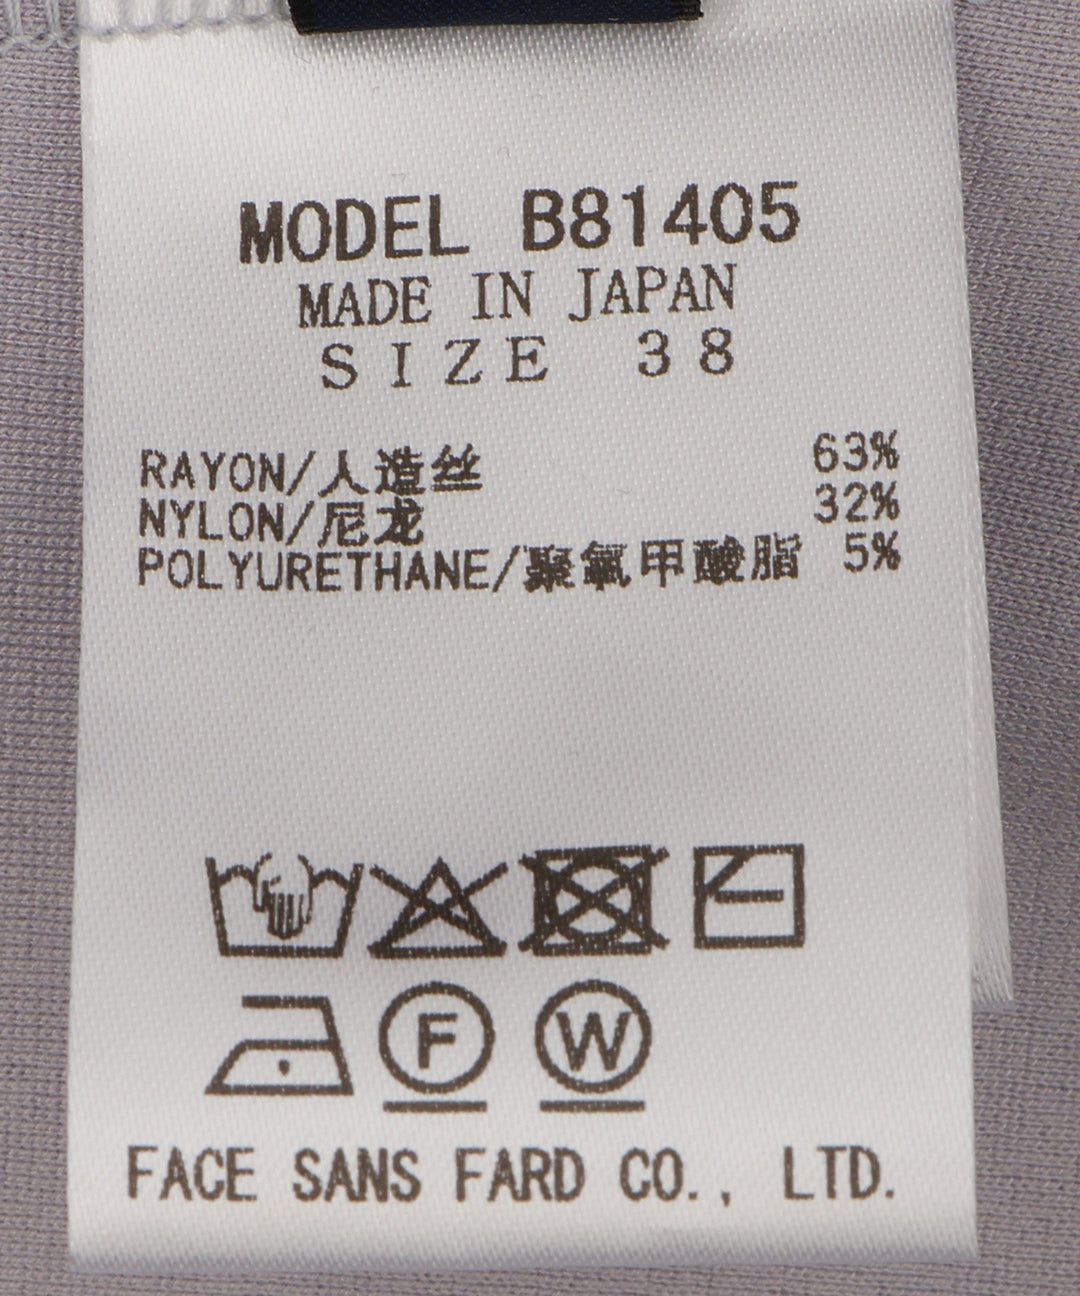 MODEL B81405
MADE IN JAPAN
SIZE 38
RAYON/人造丝 63%
NYLON/尼龙 32%
POLYURETHANE/聚氰甲酸脂 5%
F W
FACE SANS FARD CO., LTD.